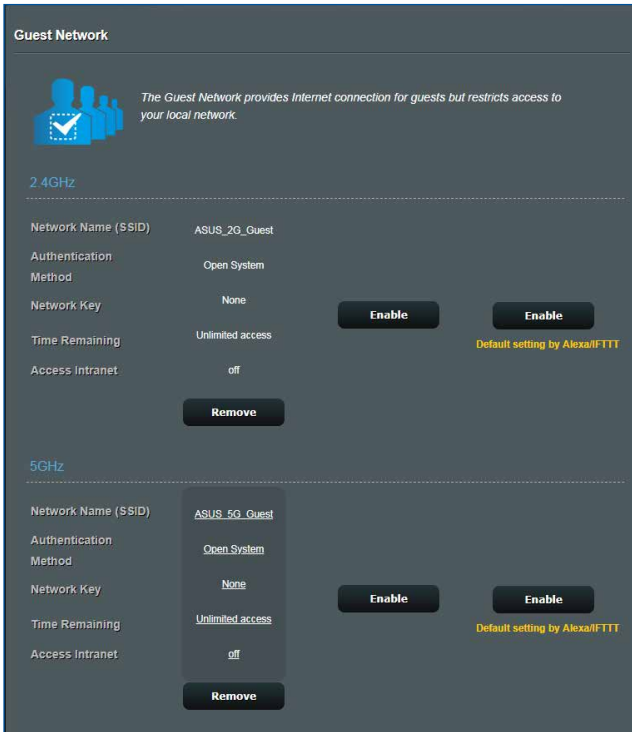 Guest Network
The Guest Network provides Internet connection for guests but restricts access to
your local network.
2.4GHz
Network Name (SSID)
ASUS_2G_Guest
Authentication
Method
Open System
Network Key
None
Time Remaining
Unlimited access
Access Intranet
off
Enable
Enable
Default setting by Alexa/IFTTT
Remove
5GHz
Network Name (SSID)
ASUS_5G_Guest
Authentication
Method
Open System
Network Key
None
Time Remaining
Unlimited access
Access Intranet
off
Enable
Enable
Default setting by Alexa/IFTTT
Remove